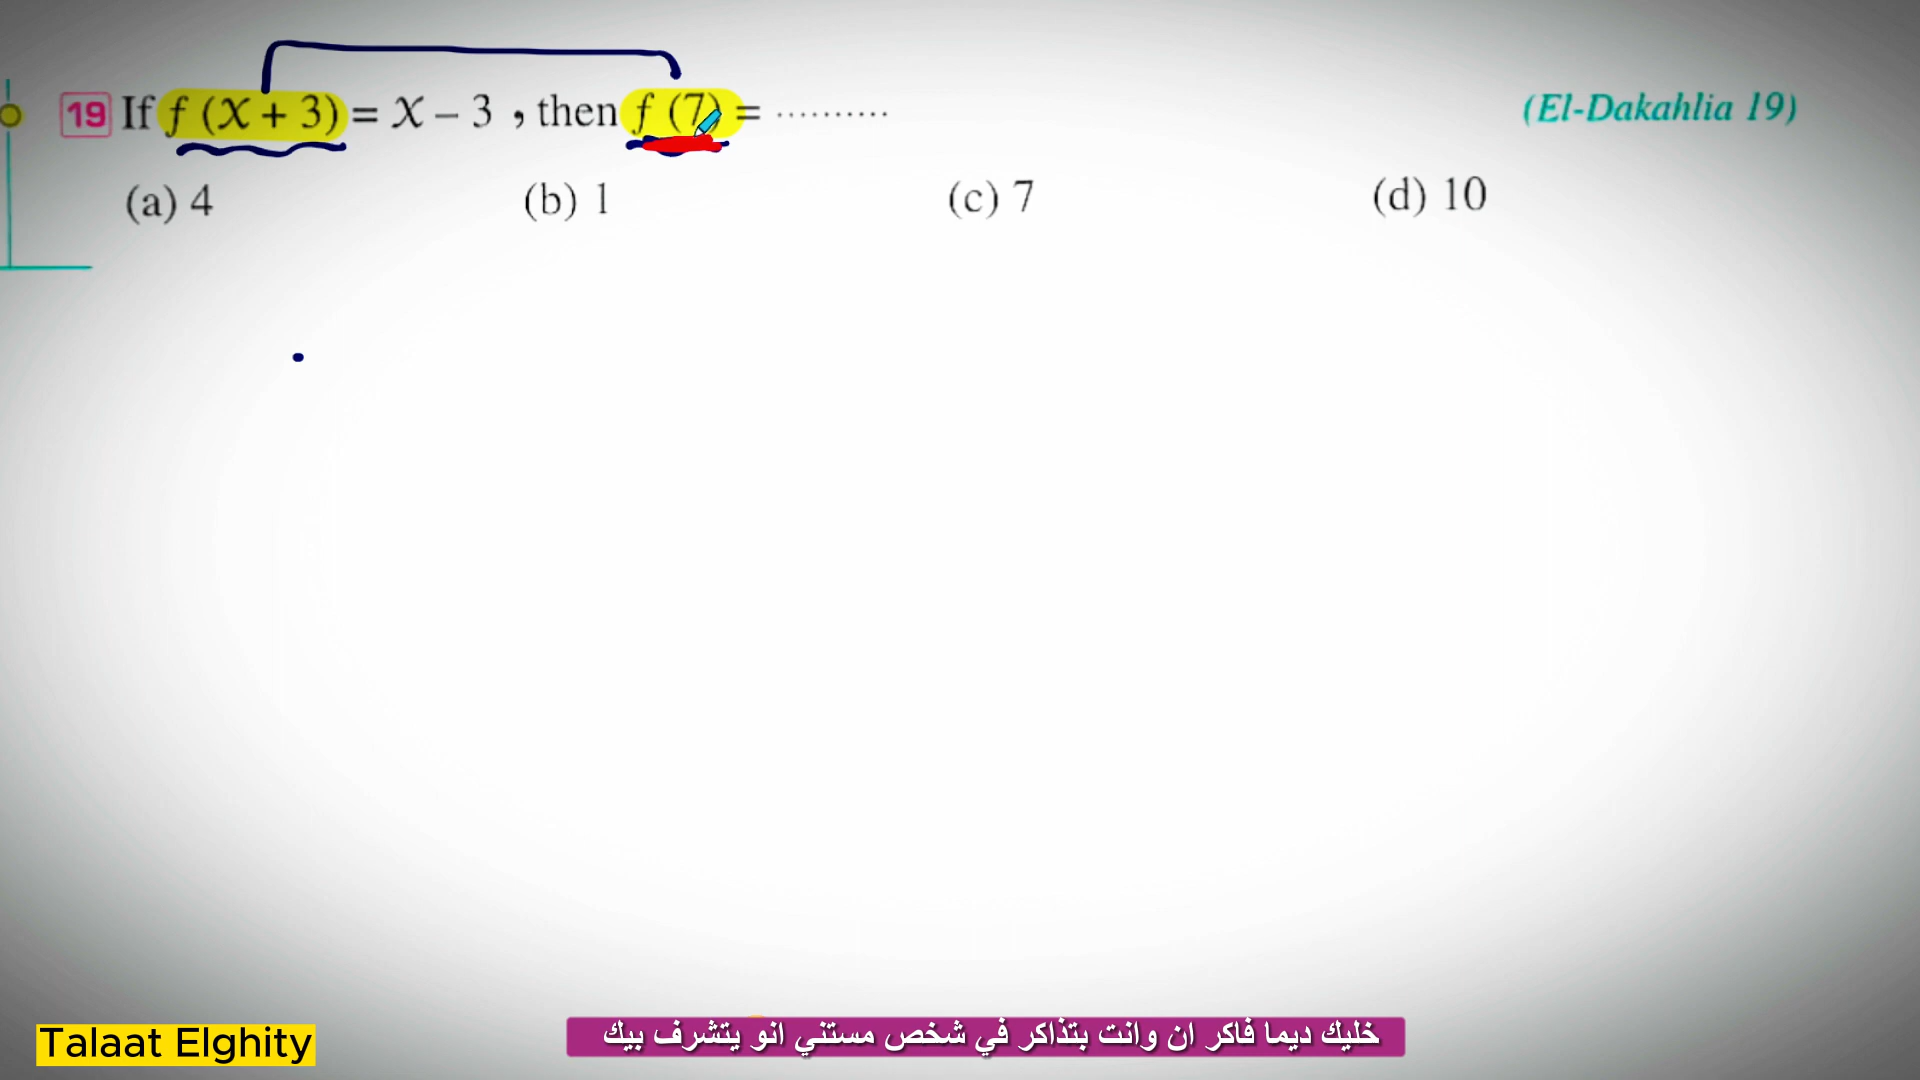 19 If f (X + 3) = X – 3 , then f (7) = ..........
(El-Dakahlia 19)
(a) 4 (b) 1 (c) 7 (d) 10
Talaat Elghity
خليك ديما فاكر ان وانت بتذاكر في شخص مستني انو يتشرف بيك